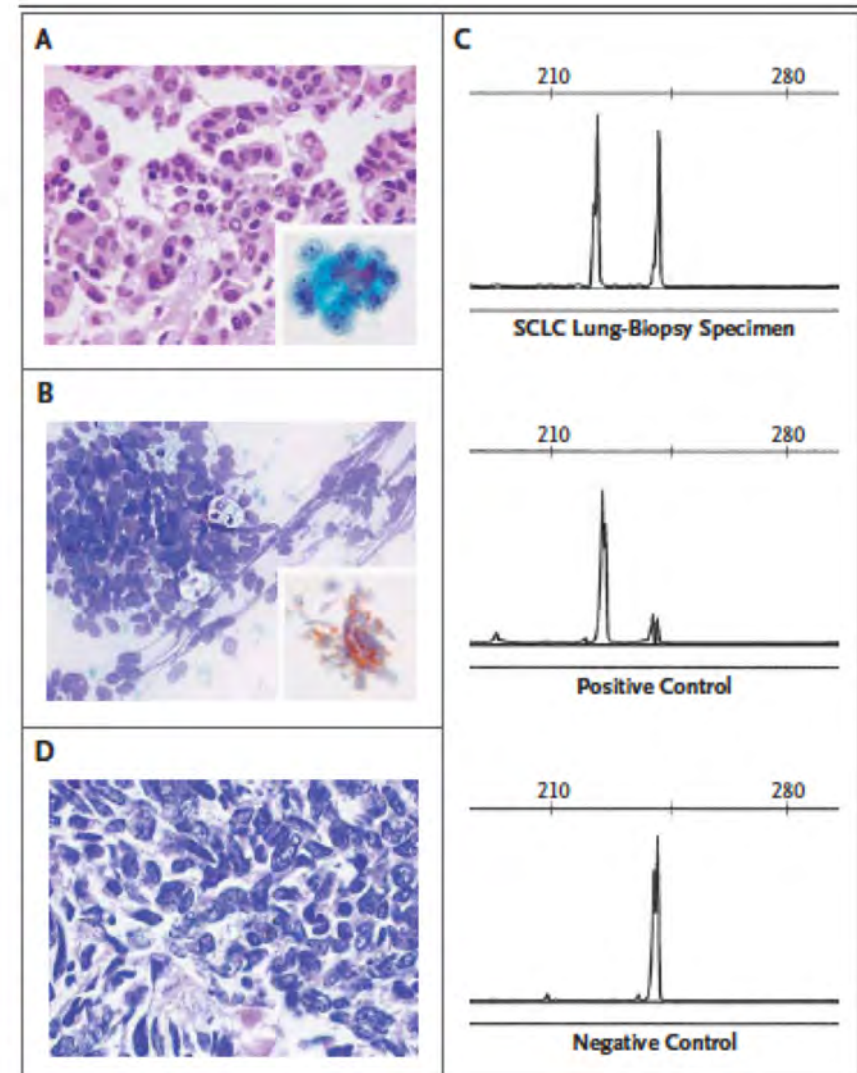 A
C
210 280
SCLC Lung-Biopsy Specimen
B
210 280
Positive Control
D
210 280
Negative Control